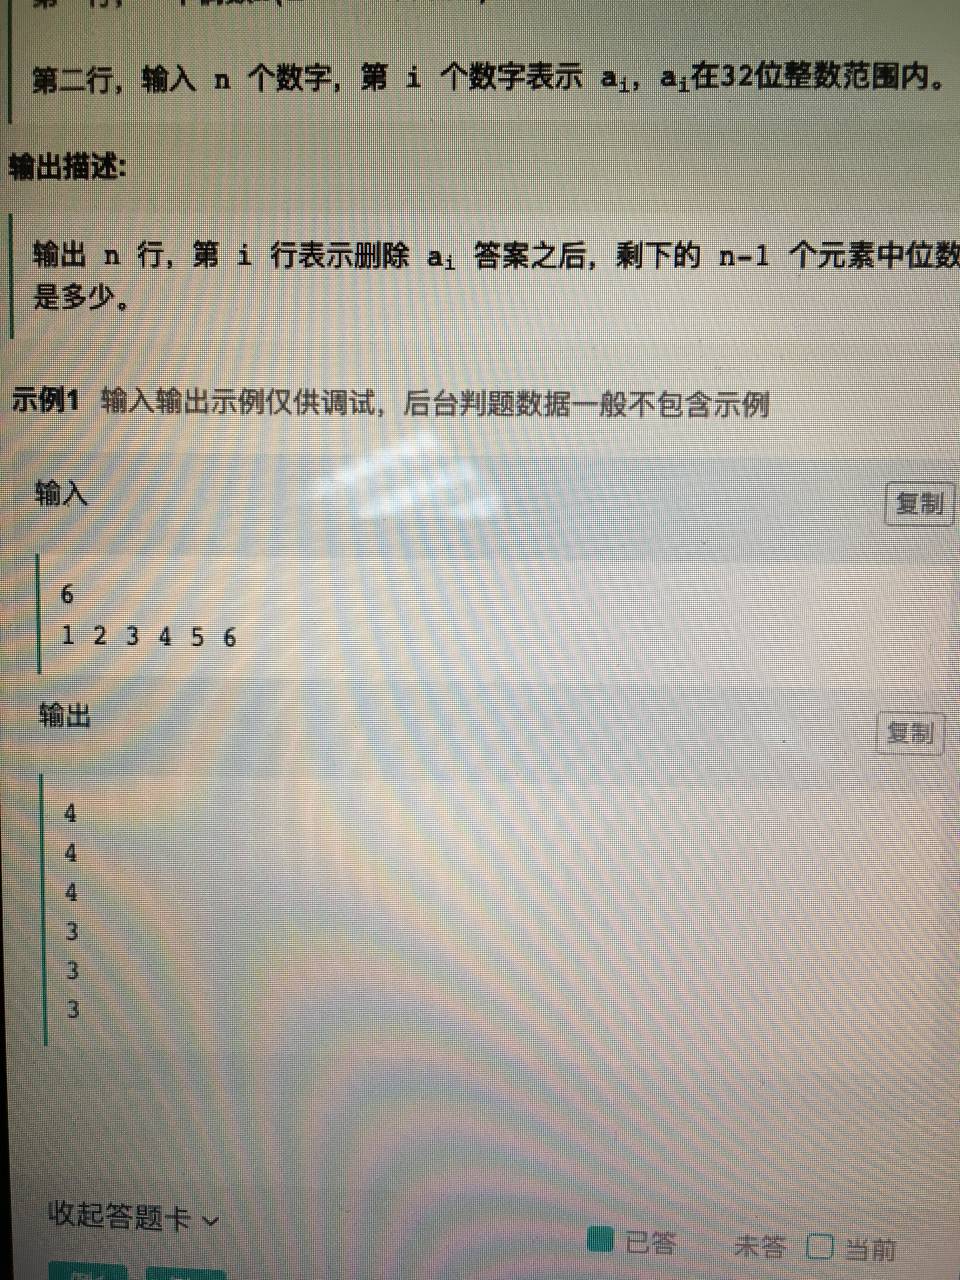 第二行，输入 n 个数字，第 i 个数字表示 ai，ai在32位整数范围内。
输出描述:
输出 n 行，第 i 行表示删除 ai 答案之后，剩下的 n-1 个元素中位数
是多少。
示例1 输入输出示例仅供调试，后台判题数据一般不包含示例
输入
复制
6
1 2 3 4 5 6
输出
复制
4
4
4
3
3
3
收起答题卡
已答 未答 当前